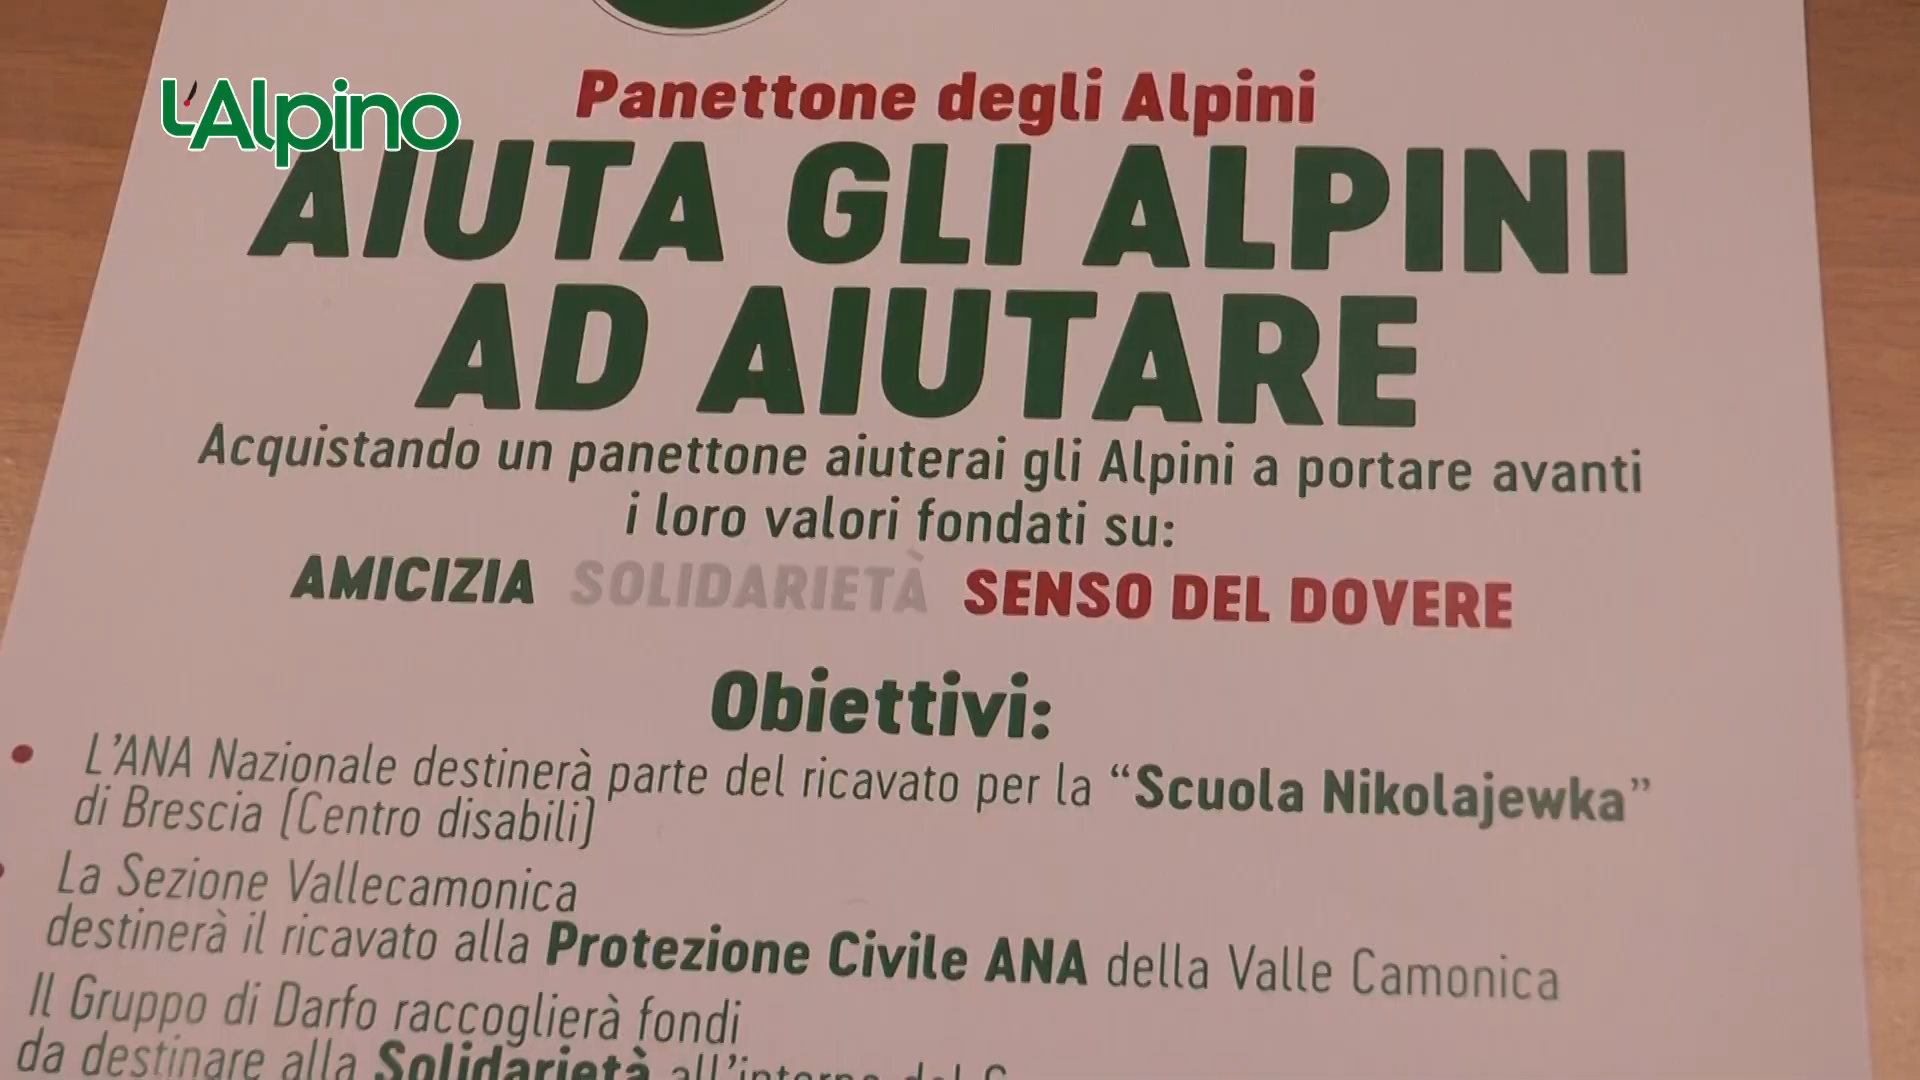 L'Alpino
Panettone degli Alpini
AIUTA GLI ALPINI
AD AIUTARE
Acquistando un panettone aiuterai gli Alpini a portare avanti
i loro valori fondati su:
AMICIZIA SOLIDARIETÀ SENSO DEL DOVERE
Obiettivi:
• L'ANA Nazionale destinerà parte del ricavato per la “Scuola Nikolajewka”
di Brescia (Centro disabili)
• La Sezione Vallecamonica
destinerà il ricavato alla Protezione Civile ANA della Valle Camonica
Il Gruppo di Darfo raccoglierà fondi
da destinare alla Solidarietà all'interno del